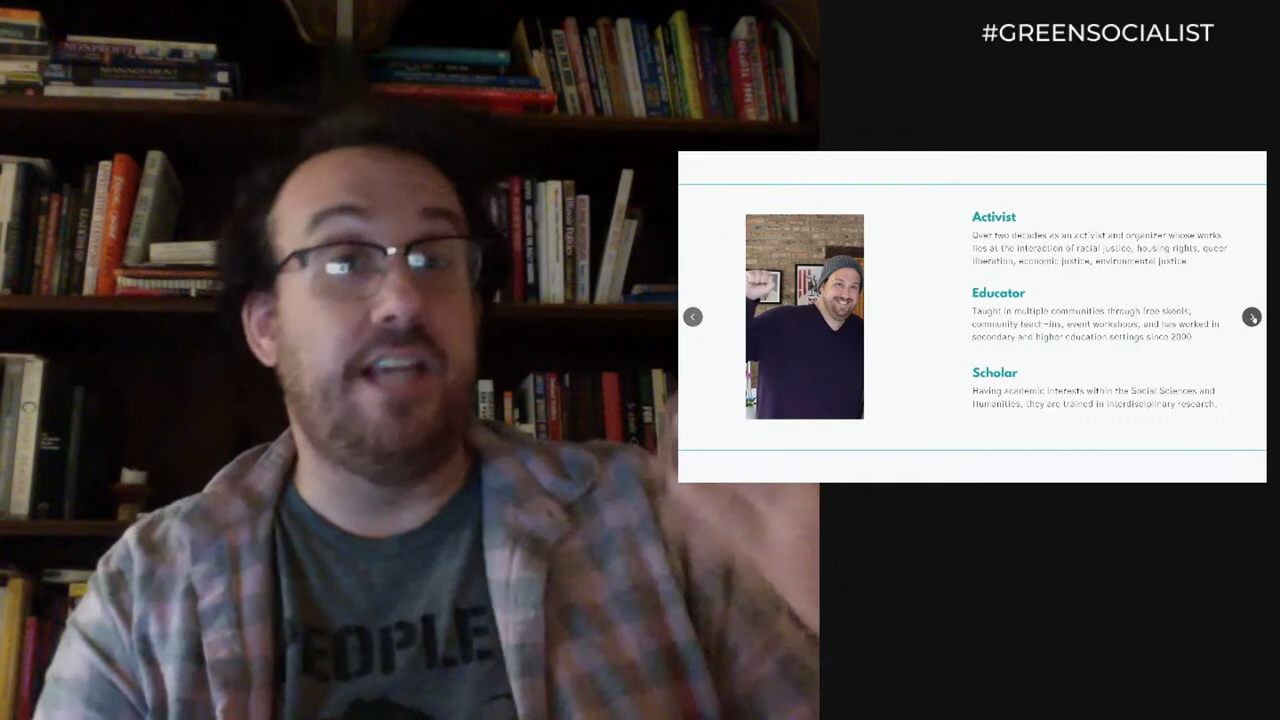 #GREENSOCIALIST
NONPROFIT
MANAGEMENT
Activist
Over two decades as an activist and organizer whose works
lies at the interaction of racial justice, housing rights, queer
liberation, economic justice, environmental justice
Educator
Taught in multiple communities through free skools,
community teach-ins, event workshops, and has worked in
secondary and higher education settings since 2000
Scholar
Having academic interests within the Social Sciences and
Humanities, they are trained in interdisciplinary research.
PEOPLE